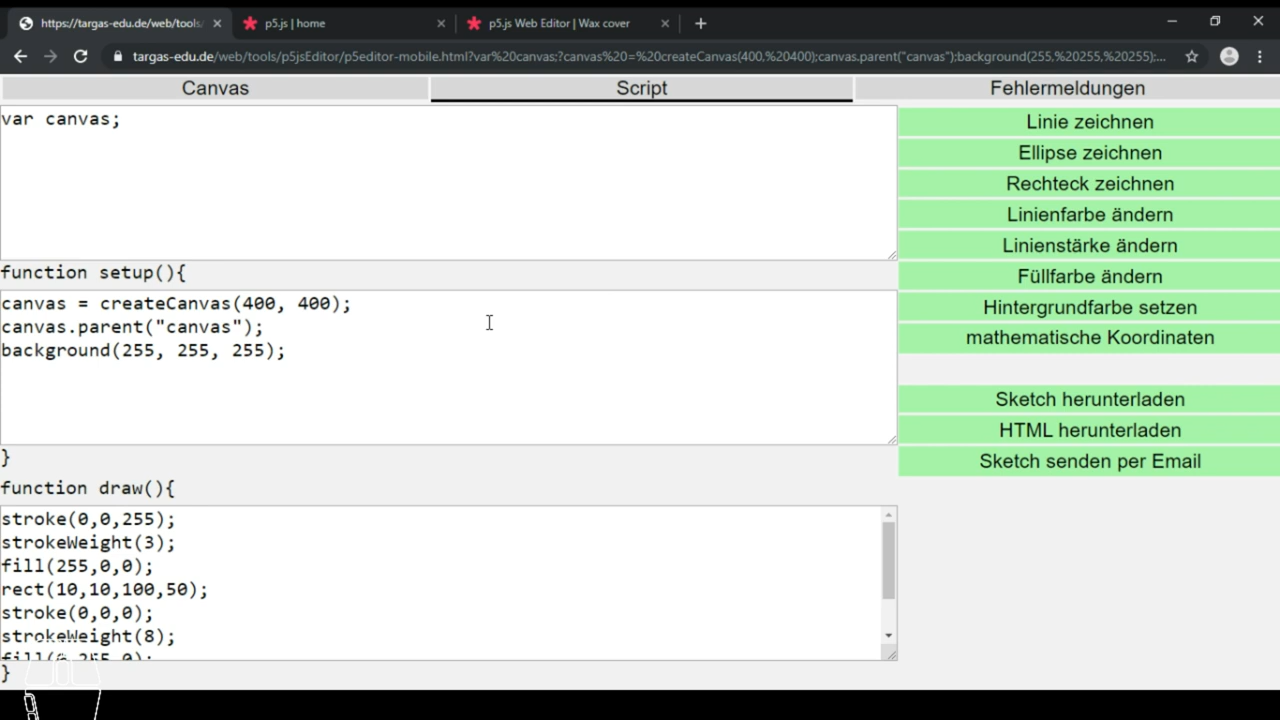 https://targas-edu.de/web/tools
p5.js | home
p5.js Web Editor | Wax cover
targas-edu.de/web/tools/p5jsEditor/p5editor-mobile.html?var%20canvas;?canvas%20=%20createCanvas(400,%20400);canvas.parent("canvas");background(255,%20255,%20255);...
Canvas
Script
Fehlermeldungen
var canvas;
function setup(){
canvas = createCanvas(400, 400);
canvas.parent("canvas");
background(255, 255, 255);
}
function draw(){
stroke(0,0,255);
strokeWeight(3);
fill(255,0,0);
rect(10,10,100,50);
stroke(0,0,0);
strokeWeight(8);
fill(0,255,0);
}
Linie zeichnen
Ellipse zeichnen
Rechteck zeichnen
Linienfarbe ändern
Linienstärke ändern
Füllfarbe ändern
Hintergrundfarbe setzen
mathematische Koordinaten
Sketch herunterladen
HTML herunterladen
Sketch senden per Email